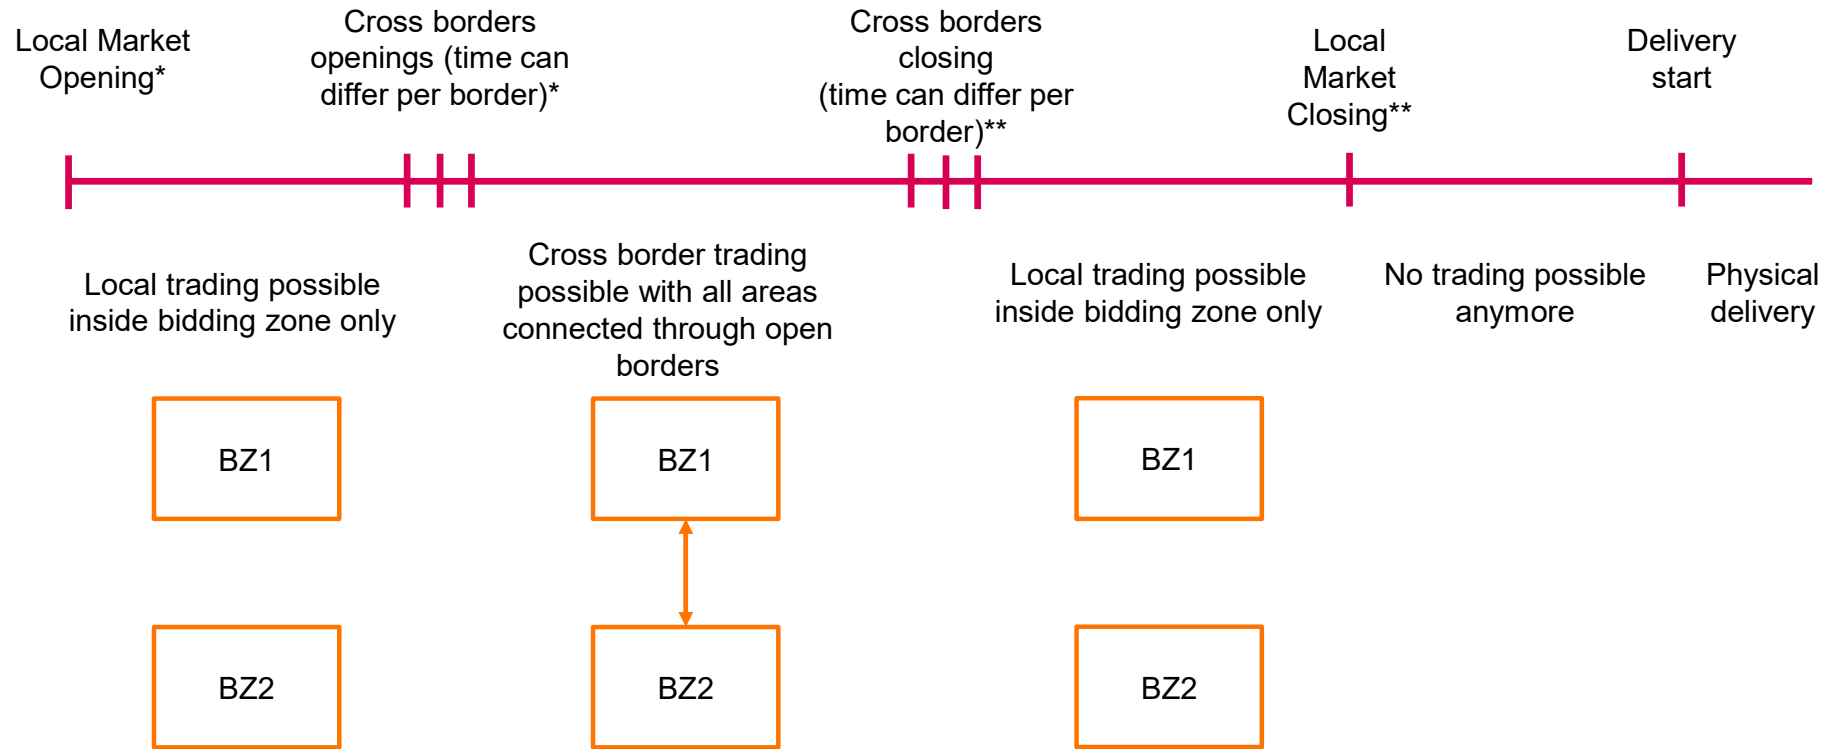 Local Market
Opening*
Cross borders
openings (time can
differ per border)*
Cross borders
closing
(time can differ per
border)**
Local
Market
Closing**
Delivery
start
Local trading possible
inside bidding zone only
Cross border trading
possible with all areas
connected through open
borders
Local trading possible
inside bidding zone only
No trading possible
anymore
Physical
delivery
BZ1
BZ1
BZ1
BZ2
BZ2
BZ2